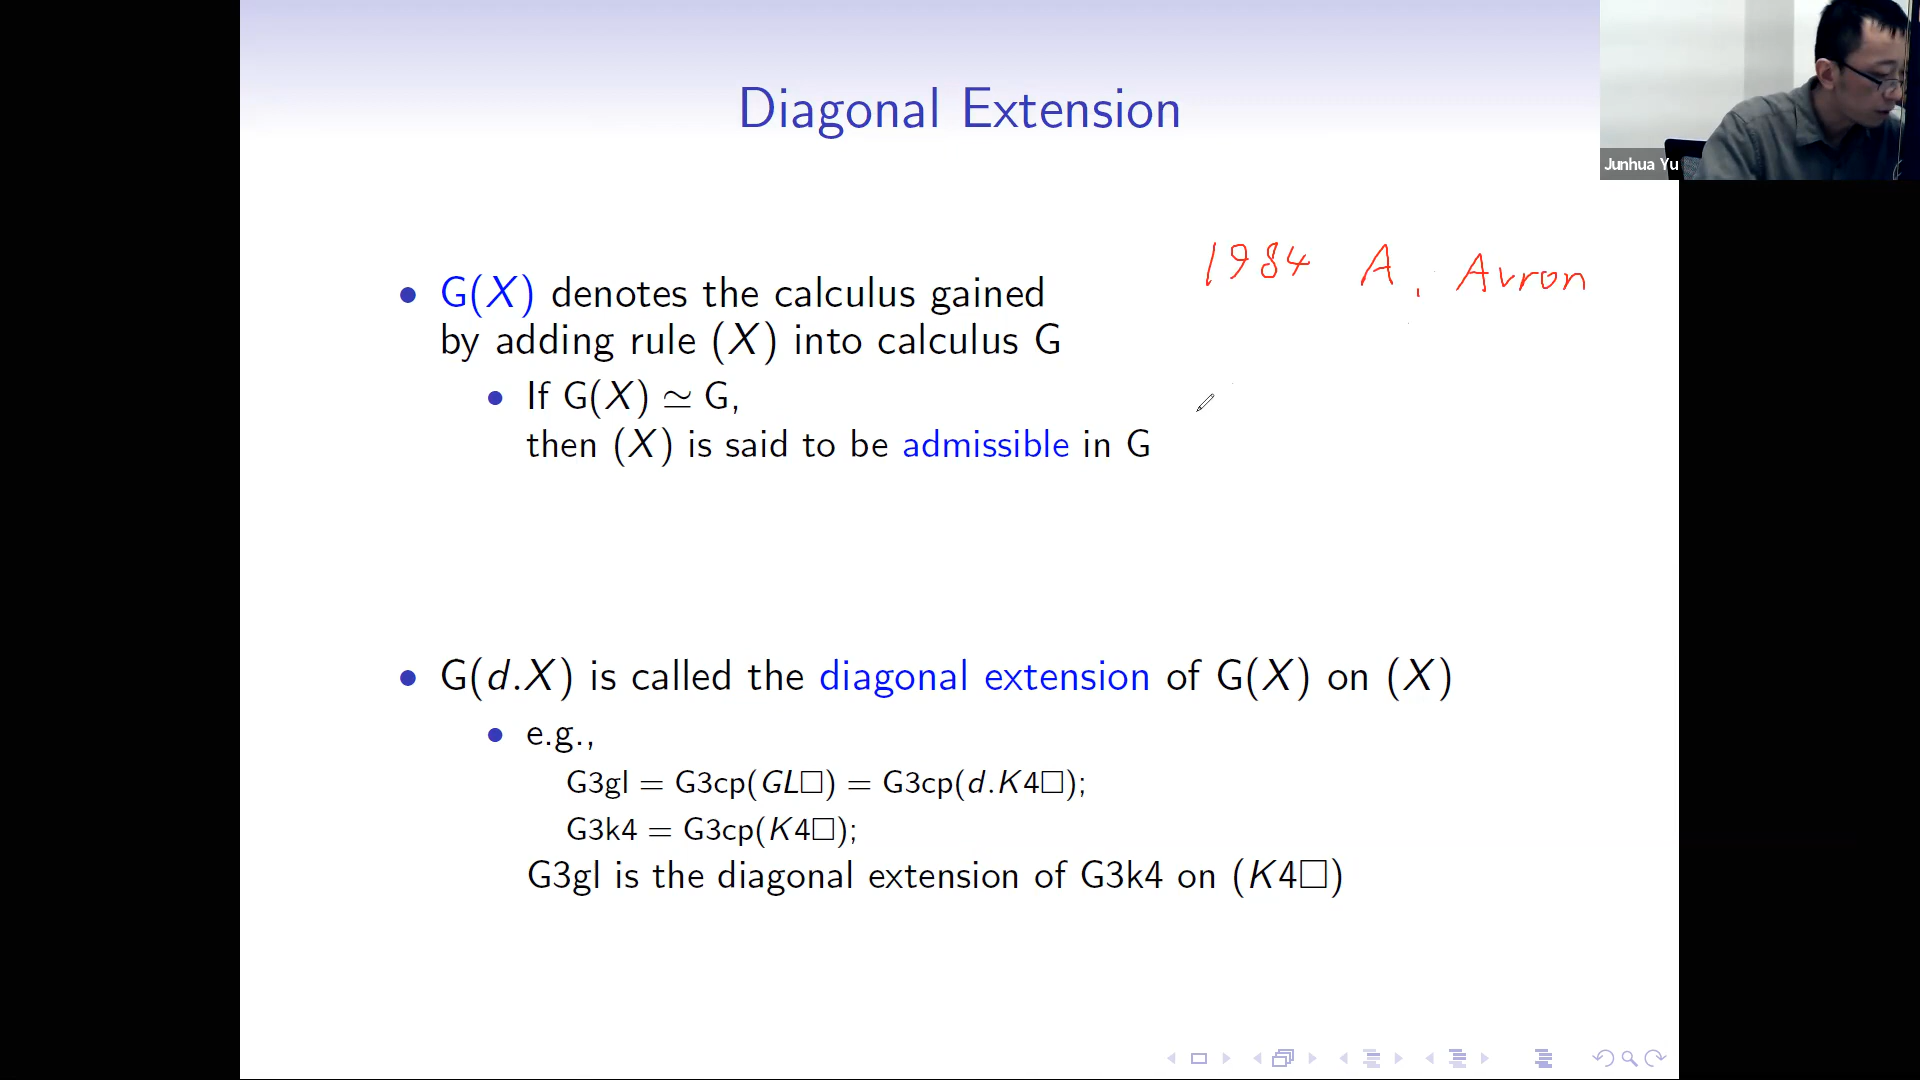 Diagonal Extension
Junhua Yu
1984 A. Avron
G(X) denotes the calculus gained
by adding rule (X) into calculus G
If G(X) ≃ G,
then (X) is said to be admissible in G
G(d.X) is called the diagonal extension of G(X) on (X)
e.g.,
G3gl = G3cp(GL□) = G3cp(d.K4□);
G3k4 = G3cp(K4□);
G3gl is the diagonal extension of G3k4 on (K4□)